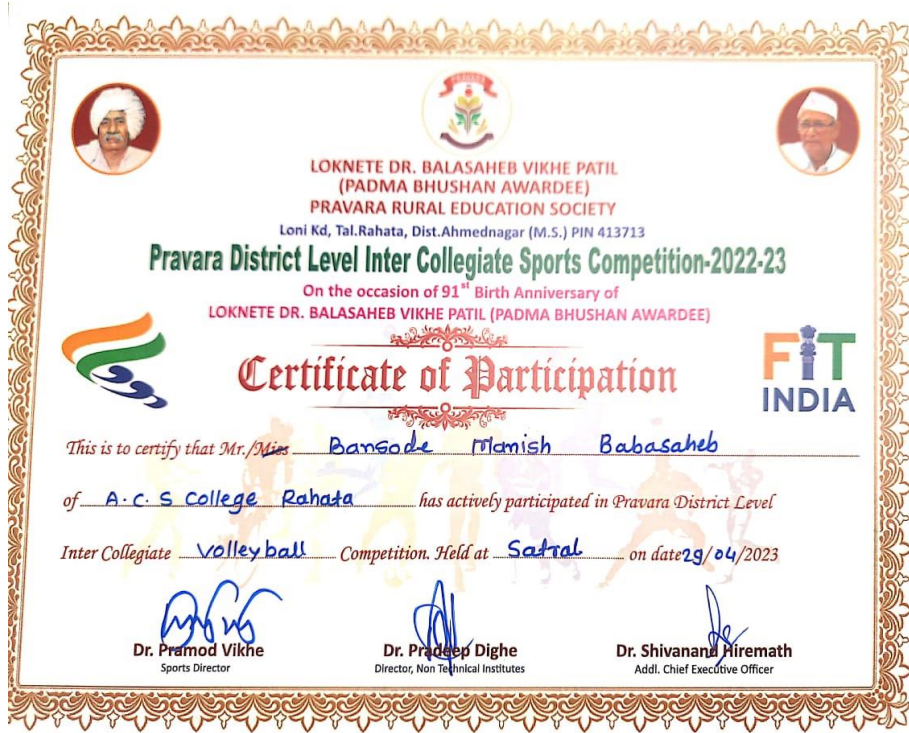 PRAVARA
LOKNETE DR. BALASAHEB VIKHE PATIL
(PADMA BHUSHAN AWARDEE)
PRAVARA RURAL EDUCATION SOCIETY
Loni Kd, Tal.Rahata, Dist.Ahmednagar (M.S.) PIN 413713
Pravara District Level Inter Collegiate Sports Competition-2022-23
On the occasion of 91st Birth Anniversary of
LOKNETE DR. BALASAHEB VIKHE PATIL (PADMA BHUSHAN AWARDEE)
Certificate of Participation
FIT
INDIA
This is to certify that Mr./Miss Bansode Manish Babasaheb
of A.C.S College Rahata has actively participated in Pravara District Level
Inter Collegiate Volleyball Competition. Held at Satral on date 29/04/2023
Dr. Pramod Vikhe Dr. Pradeep Dighe Dr. Shivanand Hiremath
Sports Director Director, Non Technical Institutes Addl. Chief Executive Officer